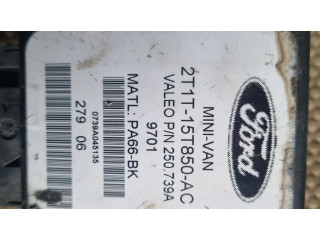 Ford
MINI-VAN
2T1T-15T850-AC
VALEO P/N 250.739A
9701
MATL: PA66-BK
0739A045135
279 06